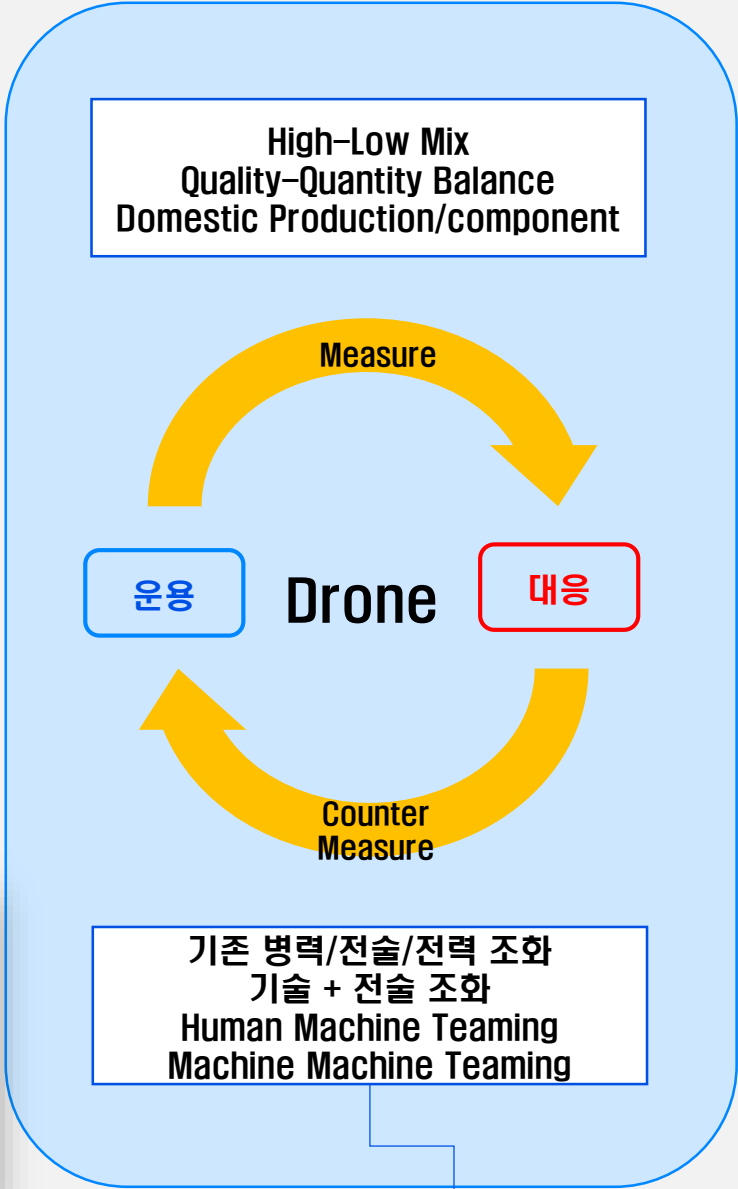 High–Low Mix
Quality–Quantity Balance
Domestic Production/component
Measure
운용
Drone
대응
Counter
Measure
기존 병력/전술/전력 조화
기술 + 전술 조화
Human Machine Teaming
Machine Machine Teaming